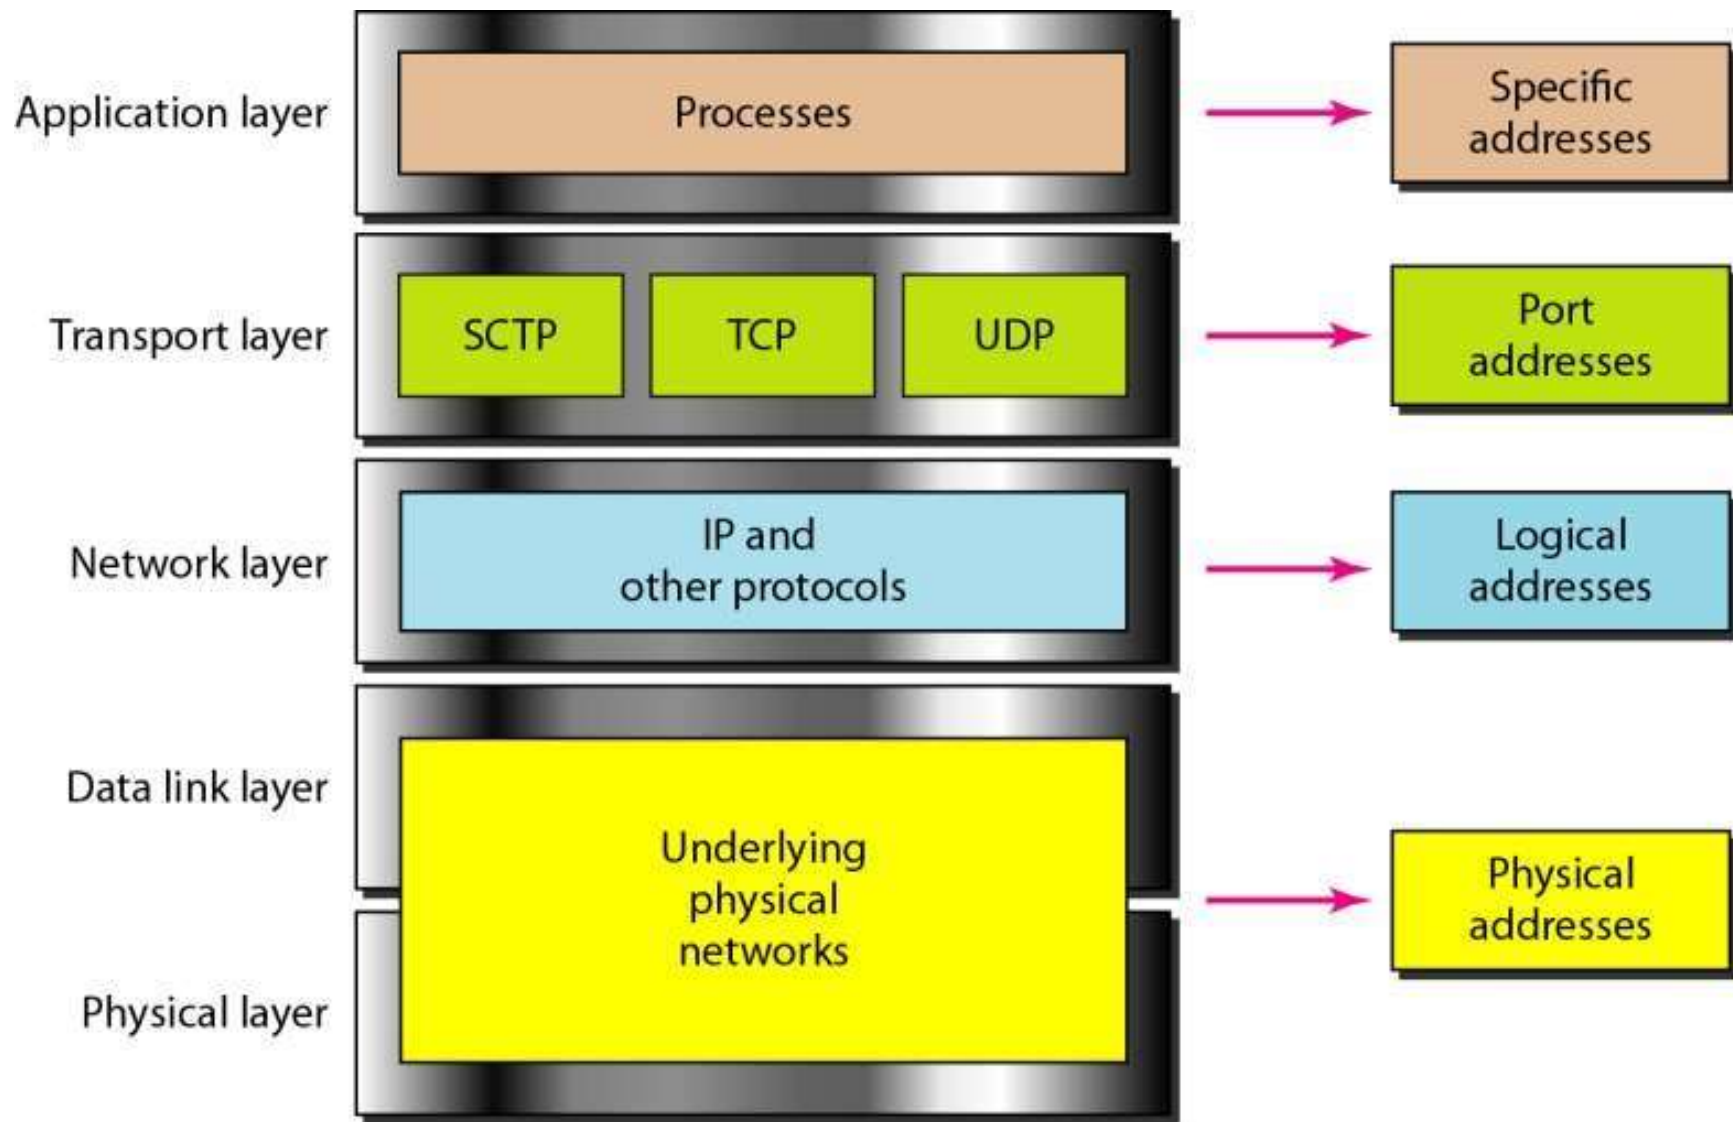 Application layer
Processes
Specific
addresses
Transport layer
SCTP
TCP
UDP
Port
addresses
Network layer
IP and
other protocols
Logical
addresses
Data link layer
Underlying
physical
networks
Physical
addresses
Physical layer